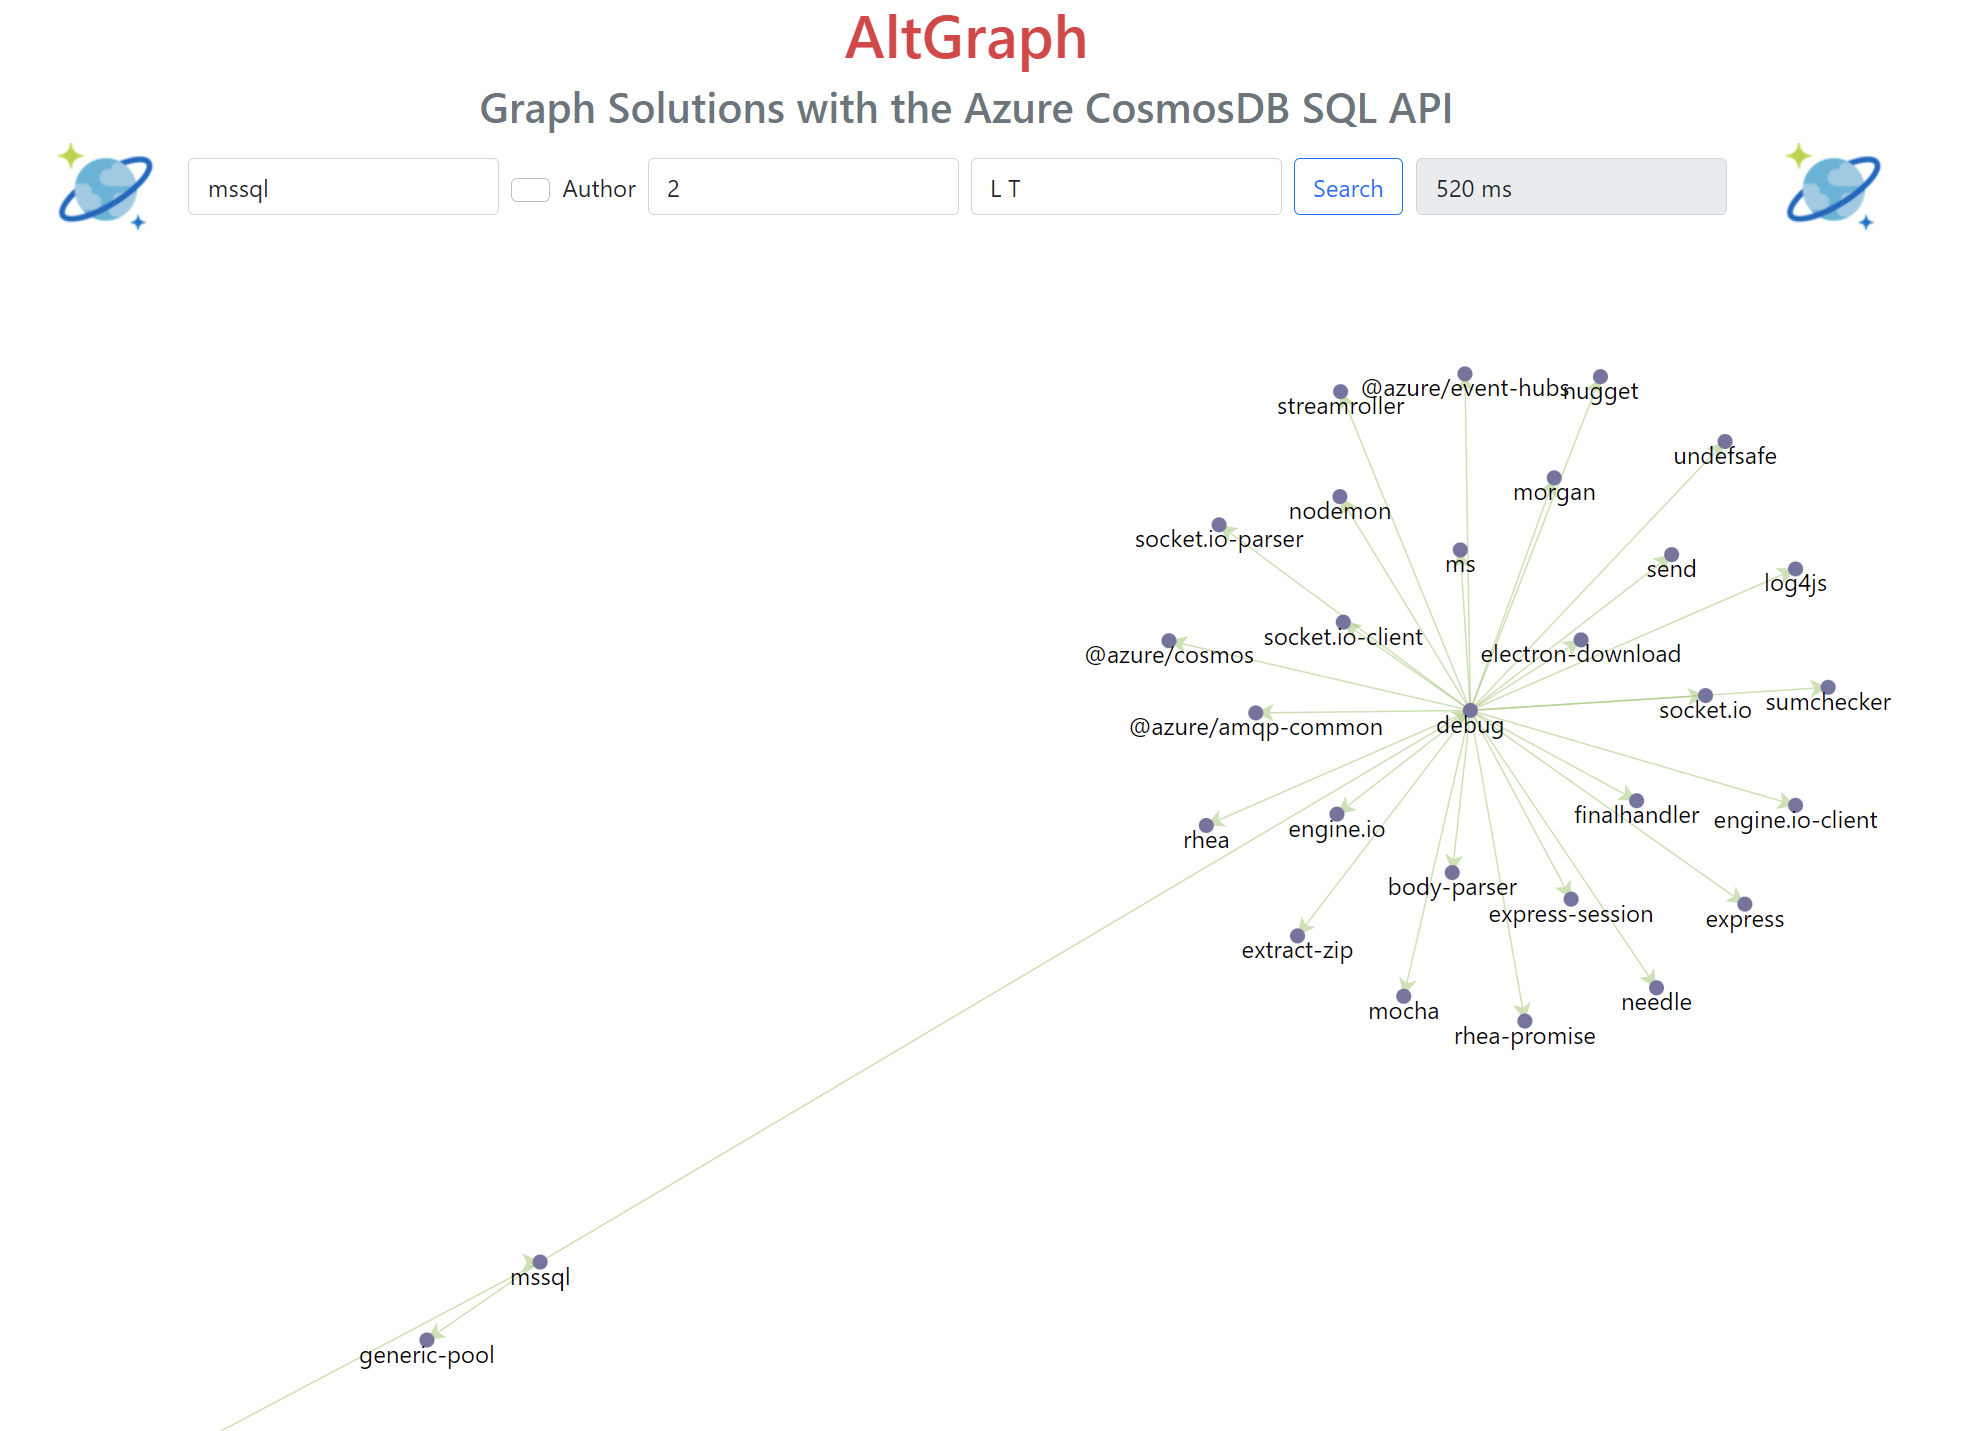 AltGraph
Graph Solutions with the Azure CosmosDB SQL API
mssql Author 2 L T Search 520 ms
@azure/event-hubs
nugget
streamroller
undefsafe
morgan
nodemon
socket.io-parser
ms
send
log4js
socket.io-client
@azure/cosmos
electron-download
sumchecker
socket.io
debug
@azure/amqp-common
finalhandler
engine.io-client
engine.io
rhea
body-parser
express-session
express
extract-zip
needle
mocha
rhea-promise
mssql
generic-pool